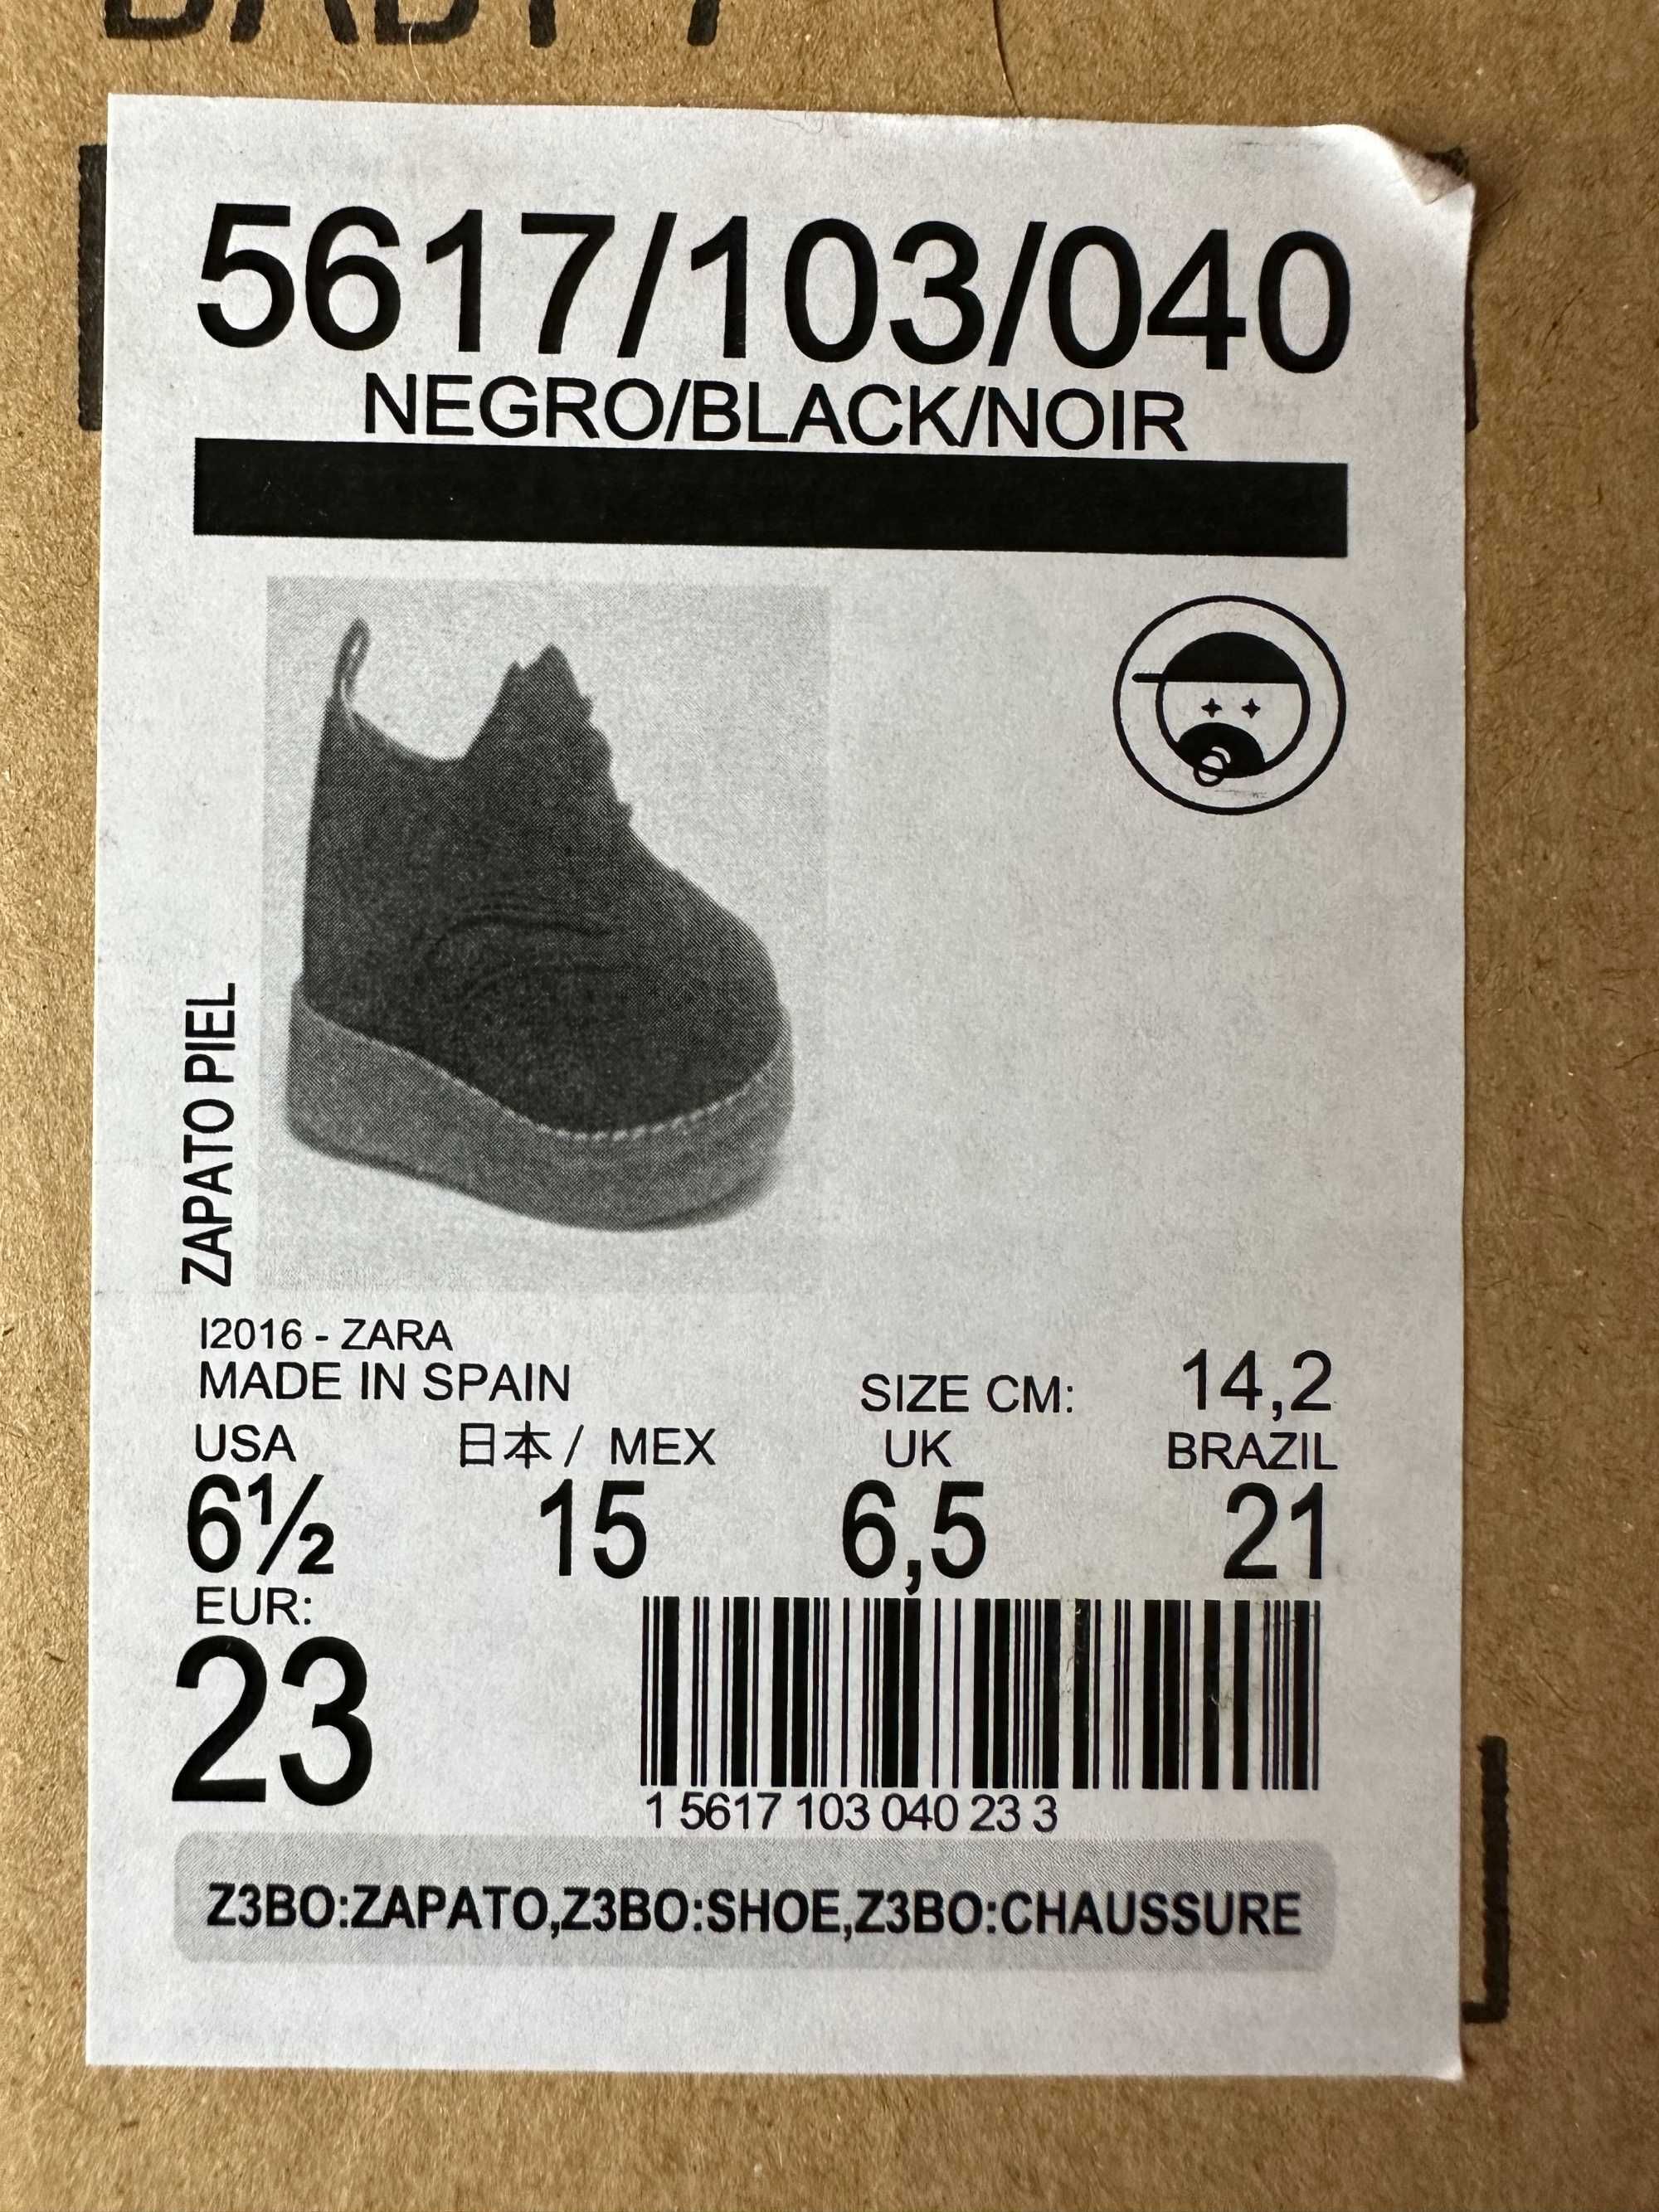 BABY
5617/103/040
NEGRO/BLACK/NOIR
ZAPATO PIEL
I2016 - ZARA
MADE IN SPAIN
SIZE CM: 14,2
USA 日本/ MEX UK BRAZIL
6½ 15 6,5 21
EUR:
23
1 5617 103 040 23 3
Z3BO:ZAPATO,Z3BO:SHOE,Z3BO:CHAUSSURE